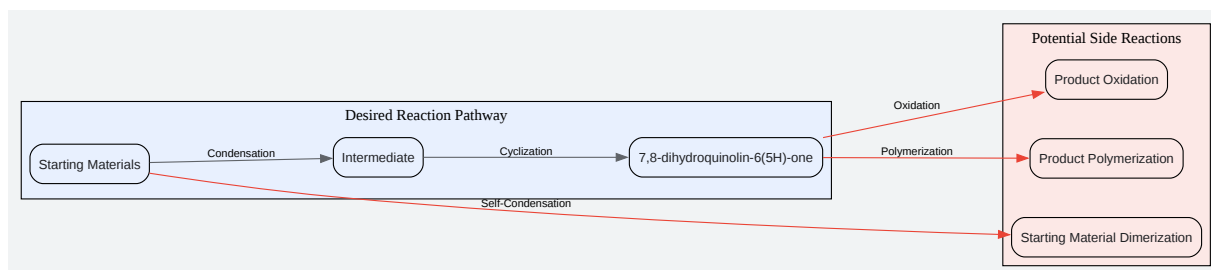 Potential Side Reactions
Product Oxidation
Oxidation
Desired Reaction Pathway
Starting Materials
Condensation
Intermediate
Cyclization
7,8-dihydroquinolin-6(5H)-one
Polymerization
Product Polymerization
Self-Condensation
Starting Material Dimerization